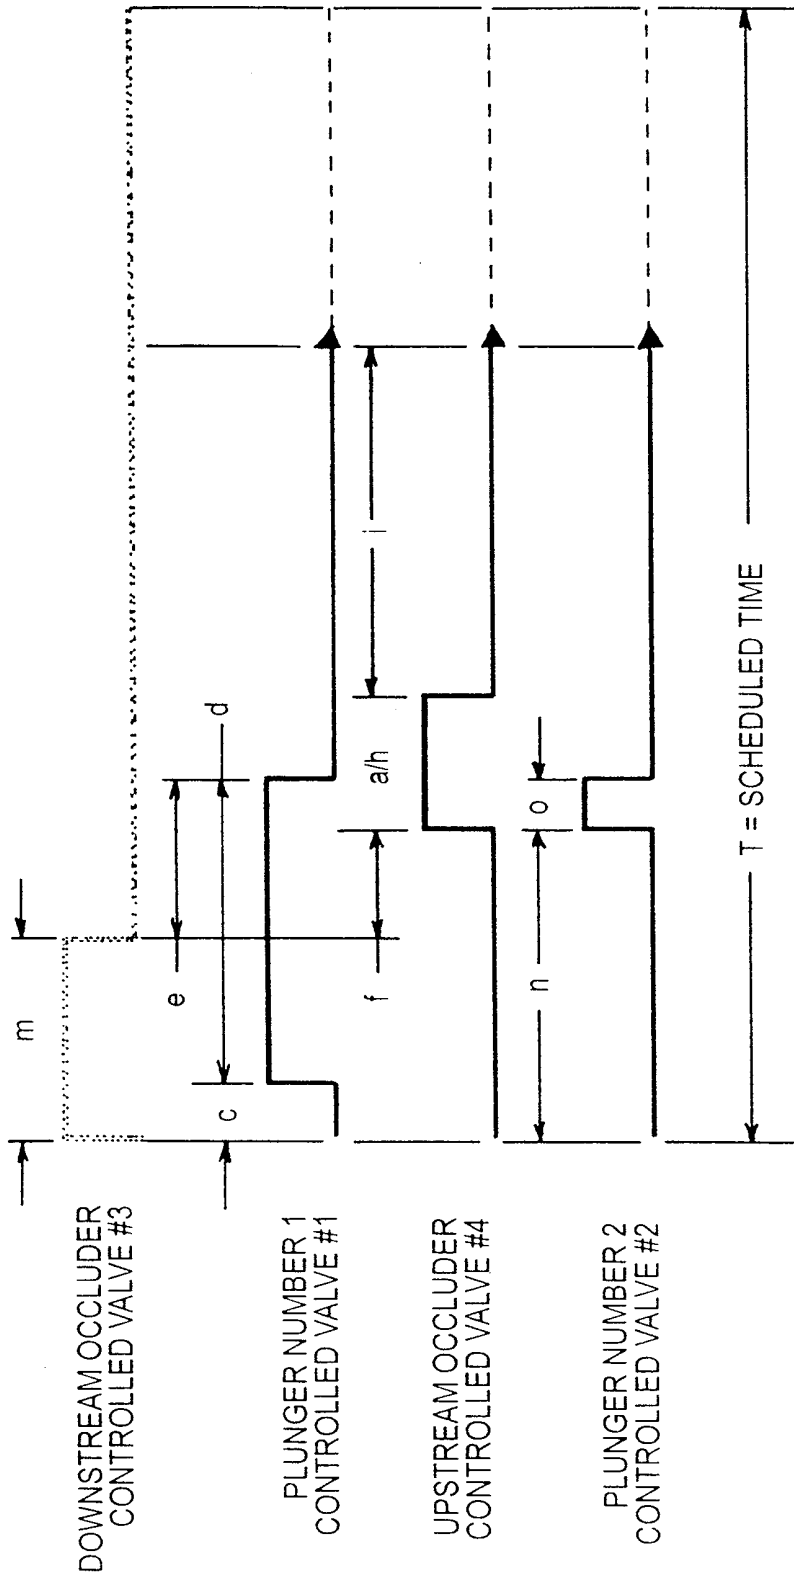 DOWNSTREAM OCCLUDER
CONTROLLED VALVE #3
m
e
c
d
PLUNGER NUMBER 1
CONTROLLED VALVE #1
f
a/h
i
UPSTREAM OCCLUDER
CONTROLLED VALVE #4
n
o
PLUNGER NUMBER 2
CONTROLLED VALVE #2
T = SCHEDULED TIME